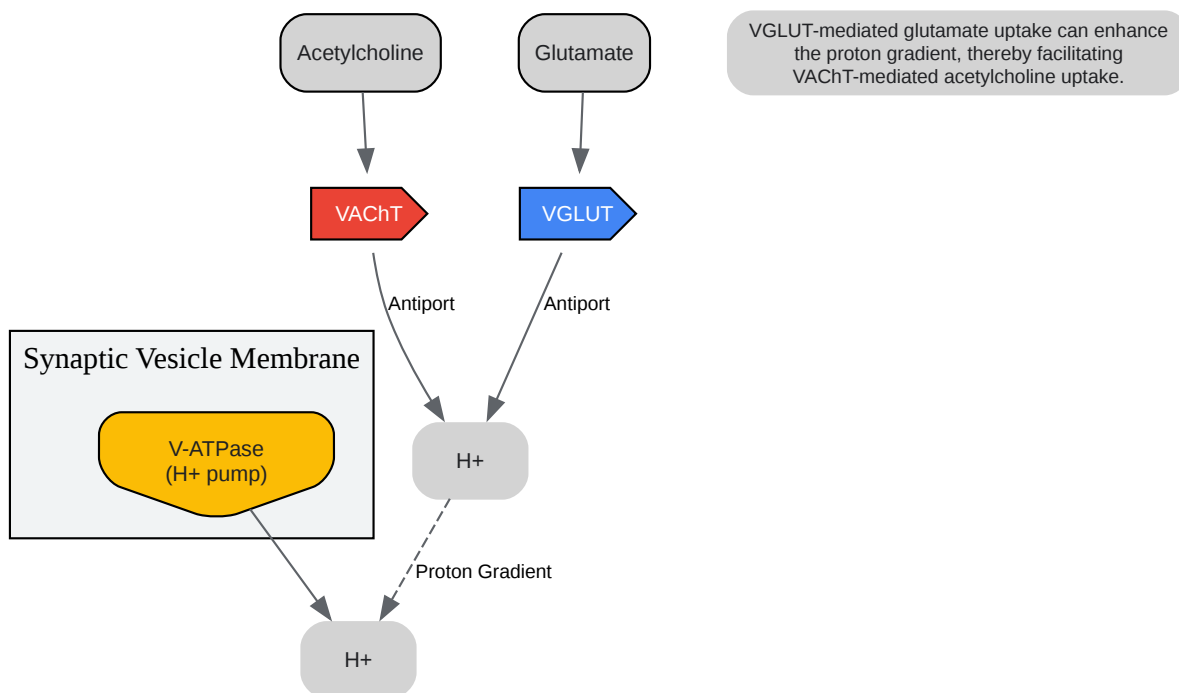 Acetylcholine
Glutamate
VGLUT-mediated glutamate uptake can enhance
the proton gradient, thereby facilitating
VAChT-mediated acetylcholine uptake.
VAChT
VGLUT
Antiport
Antiport
Synaptic Vesicle Membrane
V-ATPase
(H+ pump)
H+
Proton Gradient
H+